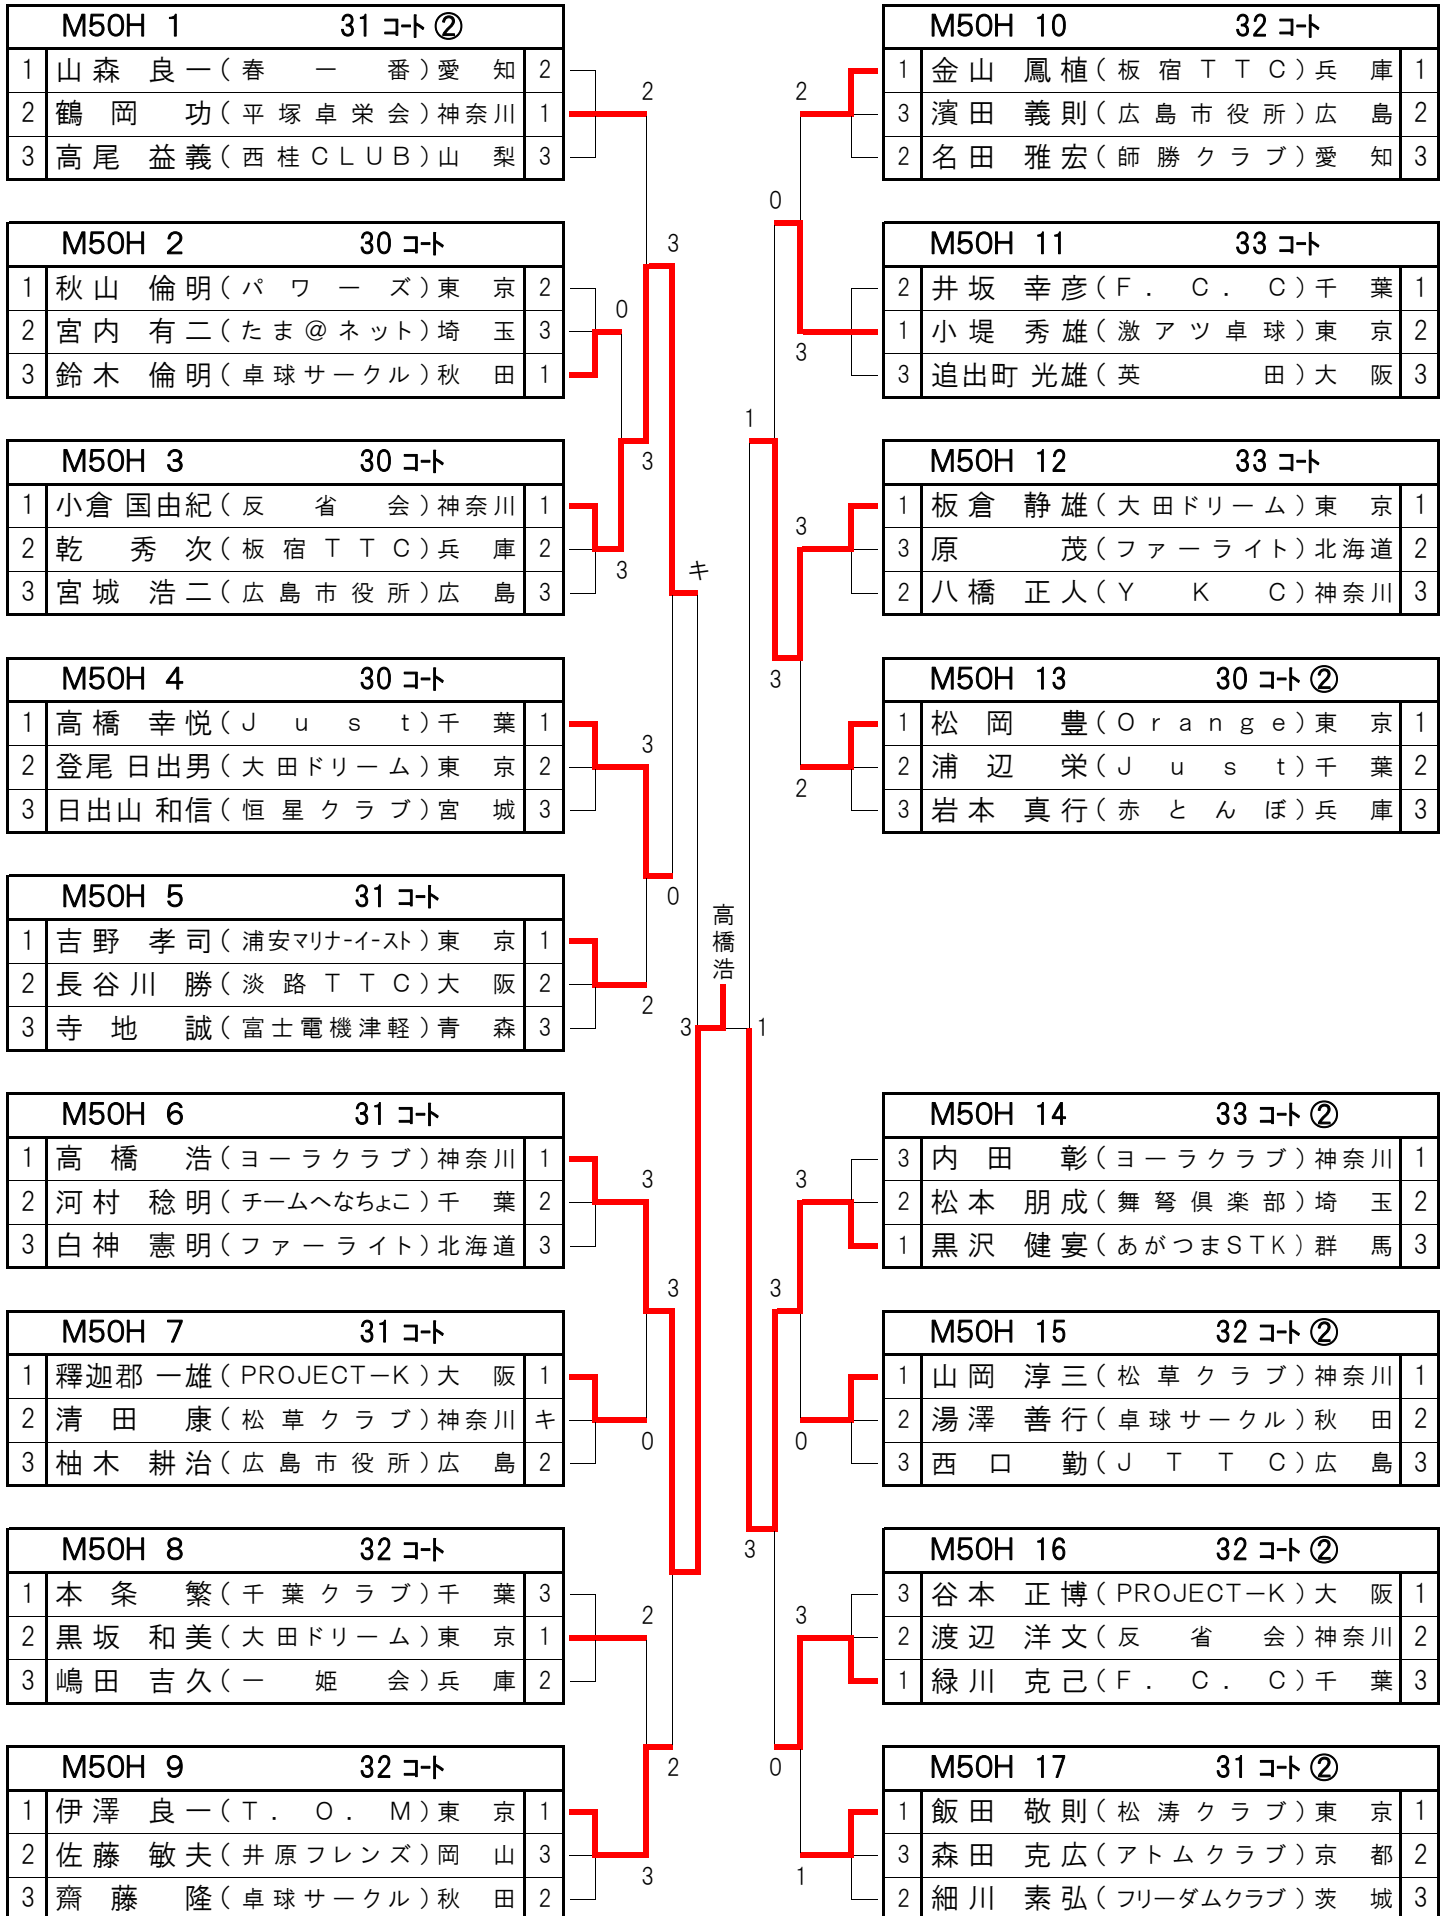 M50H 1 31 コート ②
1 山森 良一 ( 春一番 ) 愛知 2
2 鶴岡 功 ( 平塚卓栄会 ) 神奈川 1
3 高尾 益義 ( 西桂CLUB ) 山梨 3
M50H 2 30 コート
1 秋山 倫明 ( パワーズ ) 東京 2
2 宮内 有二 ( たま@ネット ) 埼玉 3
3 鈴木 倫明 ( 卓球サークル ) 秋田 1
M50H 3 30 コート
1 小倉 国由紀 ( 反省会 ) 神奈川 1
2 乾 秀次 ( 板宿TTC ) 兵庫 2
3 宮城 浩二 ( 広島市役所 ) 広島 3
M50H 4 30 コート
1 高橋 幸悦 ( Just ) 千葉 1
2 登尾 日出男 ( 大田ドリーム ) 東京 2
3 日出山 和信 ( 恒星クラブ ) 宮城 3
M50H 5 31 コート
1 吉野 孝司 ( 浦安マリナーイースト ) 東京 1
2 長谷川 勝 ( 淡路TTC ) 大阪 2
3 寺地 誠 ( 富士電機津軽 ) 青森 3
M50H 6 31 コート
1 高橋 浩 ( ヨーラクラブ ) 神奈川 1
2 河村 稔明 ( チームへなちょこ ) 千葉 2
3 白神 憲明 ( ファーライト ) 北海道 3
M50H 7 31 コート
1 釋迦郡 一雄 ( PROJECT－K ) 大阪 1
2 清田 康 ( 松草クラブ ) 神奈川 キ
3 柚木 耕治 ( 広島市役所 ) 広島 2
M50H 8 32 コート
1 本条 繁 ( 千葉クラブ ) 千葉 3
2 黒坂 和美 ( 大田ドリーム ) 東京 1
3 嶋田 吉久 ( 一姫会 ) 兵庫 2
M50H 9 32 コート
1 伊澤 良一 ( T．O．M ) 東京 1
2 佐藤 敏夫 ( 井原フレンズ ) 岡山 3
3 齋藤 隆 ( 卓球サークル ) 秋田 2
2
3
0
3
3
キ
3
0
2
3
3
0
3
2
2
3
高橋浩
3
1
2
0
3
1
3
3
2
3
3
0
3
3
0
1
M50H 10 32 コート
1 金山 鳳植 ( 板宿TTC ) 兵庫 1
3 濱田 義則 ( 広島市役所 ) 広島 2
2 名田 雅宏 ( 師勝クラブ ) 愛知 3
M50H 11 33 コート
2 井坂 幸彦 ( F．C．C ) 千葉 1
1 小堤 秀雄 ( 激アツ卓球 ) 東京 2
3 追出町 光雄 ( 英田 ) 大阪 3
M50H 12 33 コート
1 板倉 静雄 ( 大田ドリーム ) 東京 1
3 原 茂 ( ファーライト ) 北海道 2
2 八橋 正人 ( YKC ) 神奈川 3
M50H 13 30 コート ②
1 松岡 豊 ( Orange ) 東京 1
2 浦辺 栄 ( Just ) 千葉 2
3 岩本 真行 ( 赤とんぼ ) 兵庫 3
M50H 14 33 コート ②
3 内田 彰 ( ヨーラクラブ ) 神奈川 1
2 松本 朋成 ( 舞弩倶楽部 ) 埼玉 2
1 黒沢 健宴 ( あがつまSTK ) 群馬 3
M50H 15 32 コート ②
1 山岡 淳三 ( 松草クラブ ) 神奈川 1
2 湯澤 善行 ( 卓球サークル ) 秋田 2
3 西口 勤 ( JTTC ) 広島 3
M50H 16 32 コート ②
3 谷本 正博 ( PROJECT－K ) 大阪 1
2 渡辺 洋文 ( 反省会 ) 神奈川 2
1 緑川 克己 ( F．C．C ) 千葉 3
M50H 17 31 コート ②
1 飯田 敬則 ( 松涛クラブ ) 東京 1
3 森田 克広 ( アトムクラブ ) 京都 2
2 細川 素弘 ( フリーダムクラブ ) 茨城 3